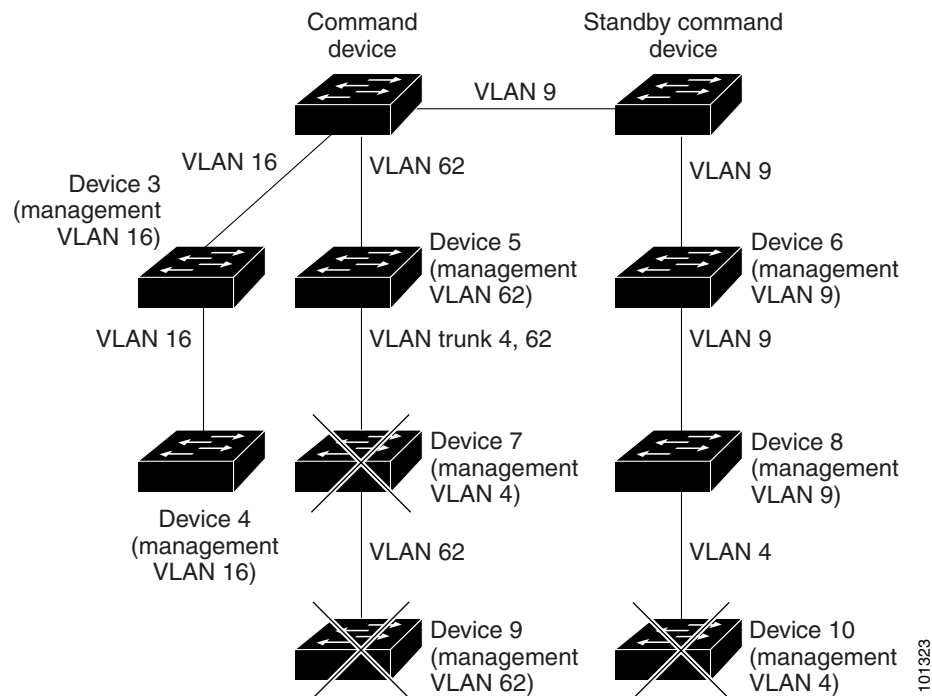 Command
device
Standby command
device
VLAN 9
VLAN 16
VLAN 62
VLAN 9
Device 3
(management
VLAN 16)
Device 5
(management
VLAN 62)
Device 6
(management
VLAN 9)
VLAN 16
VLAN trunk 4, 62
VLAN 9
Device 7
(management
VLAN 4)
Device 8
(management
VLAN 9)
Device 4
(management
VLAN 16)
VLAN 62
VLAN 4
Device 9
(management
VLAN 62)
Device 10
(management
VLAN 4)
101323